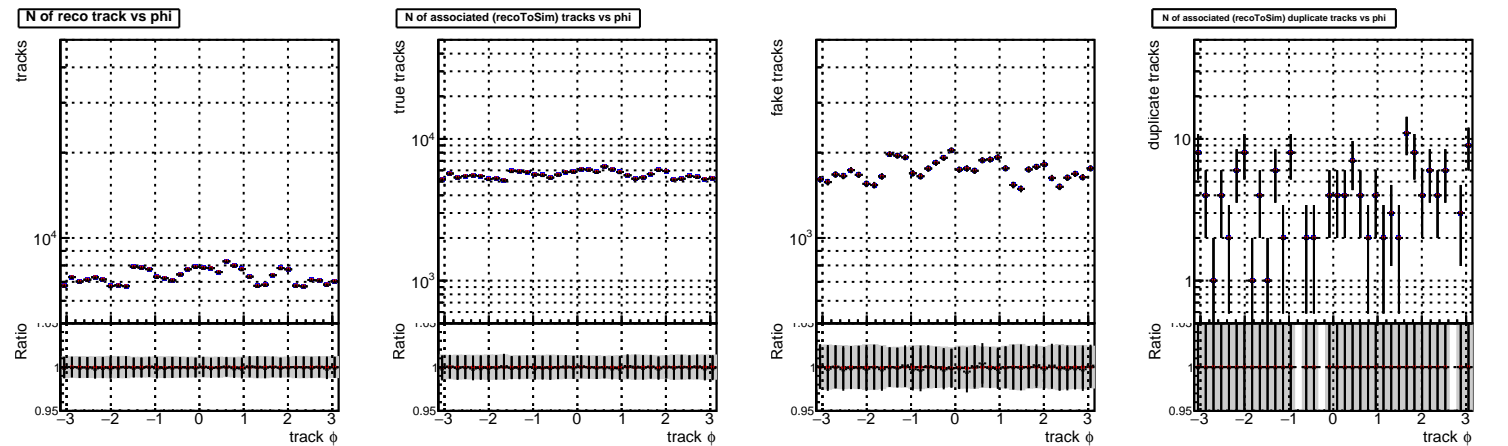 N of reco track vs phi
tracks
10^4
Ratio
1.05
1
0.95
−3 −2 −1 0 1 2 3
track ϕ
N of associated (recoToSim) tracks vs phi
true tracks
10^4
10^3
Ratio
1.05
1
0.95
−3 −2 −1 0 1 2 3
track ϕ
fake tracks
10^3
Ratio
1.05
1
0.95
−3 −2 −1 0 1 2 3
track ϕ
N of associated (recoToSim) duplicate tracks vs phi
duplicate tracks
10
1
Ratio
1.05
1
0.95
−3 −2 −1 0 1 2 3
track ϕ